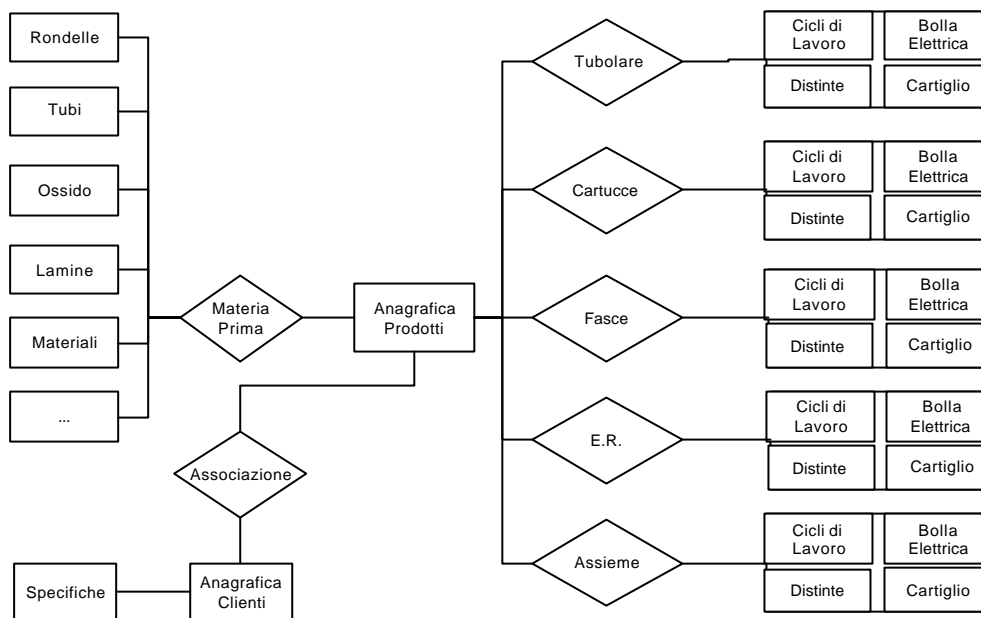 Rondelle
Tubi
Ossido
Lamine
Materiali
...
Materia
Prima
Anagrafica
Prodotti
Associazione
Specifiche
Anagrafica
Clienti
Tubolare
Cicli di
Lavoro
Bolla
Elettrica
Distinte
Cartiglio
Cartucce
Cicli di
Lavoro
Bolla
Elettrica
Distinte
Cartiglio
Fasce
Cicli di
Lavoro
Bolla
Elettrica
Distinte
Cartiglio
E.R.
Cicli di
Lavoro
Bolla
Elettrica
Distinte
Cartiglio
Assieme
Cicli di
Lavoro
Bolla
Elettrica
Distinte
Cartiglio